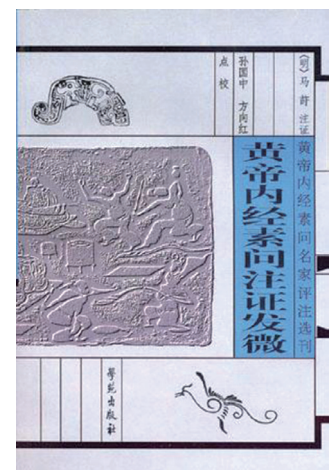 (明)马莳 注证
孙国中 方向红
点校
黄帝内经素问名家评注选刊
黄帝内经素问注证发微
学苑出版社